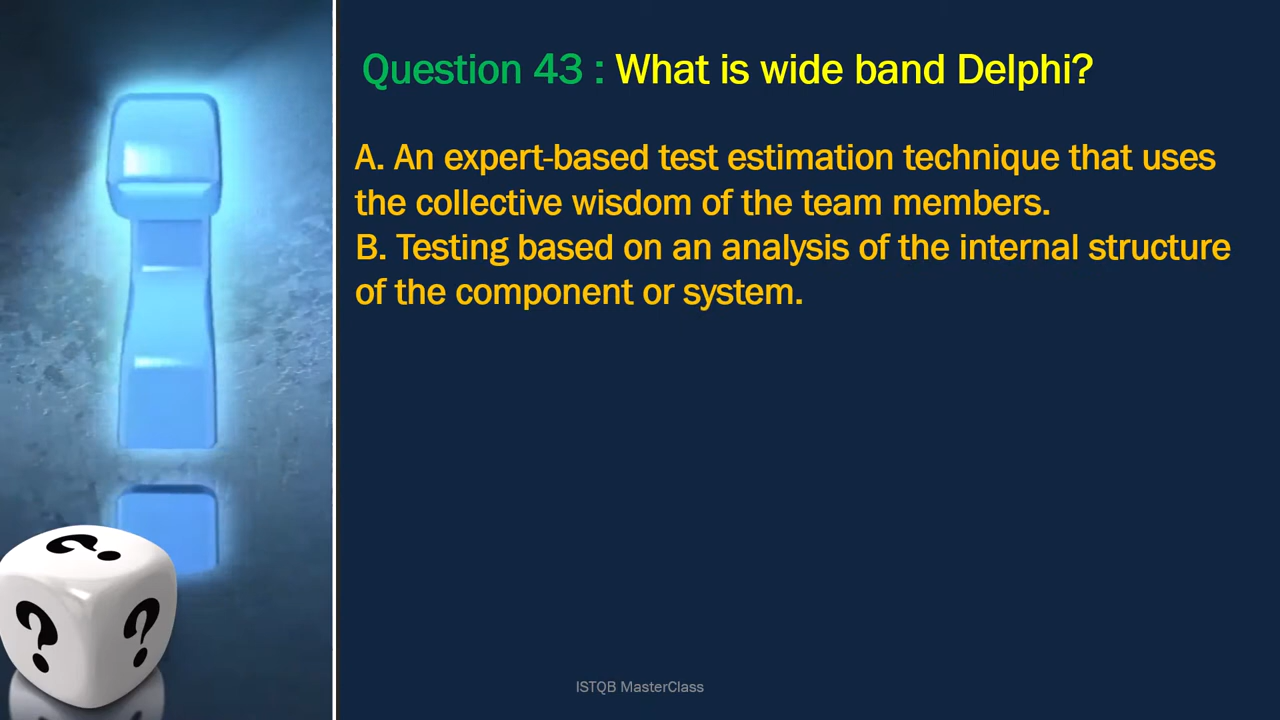 Question 43 : What is wide band Delphi?
A. An expert-based test estimation technique that uses
the collective wisdom of the team members.
B. Testing based on an analysis of the internal structure
of the component or system.
? ? ?
ISTQB MasterClass